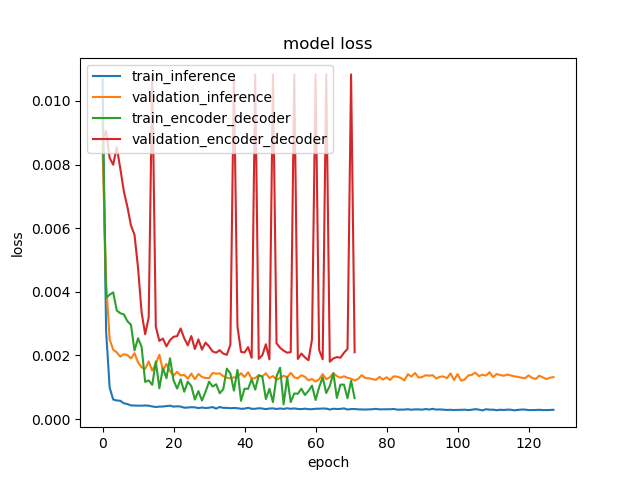 model loss
train_inference
validation_inference
train_encoder_decoder
validation_encoder_decoder
0.010
0.008
0.006
0.004
0.002
0.000
loss
0 20 40 60 80 100 120
epoch